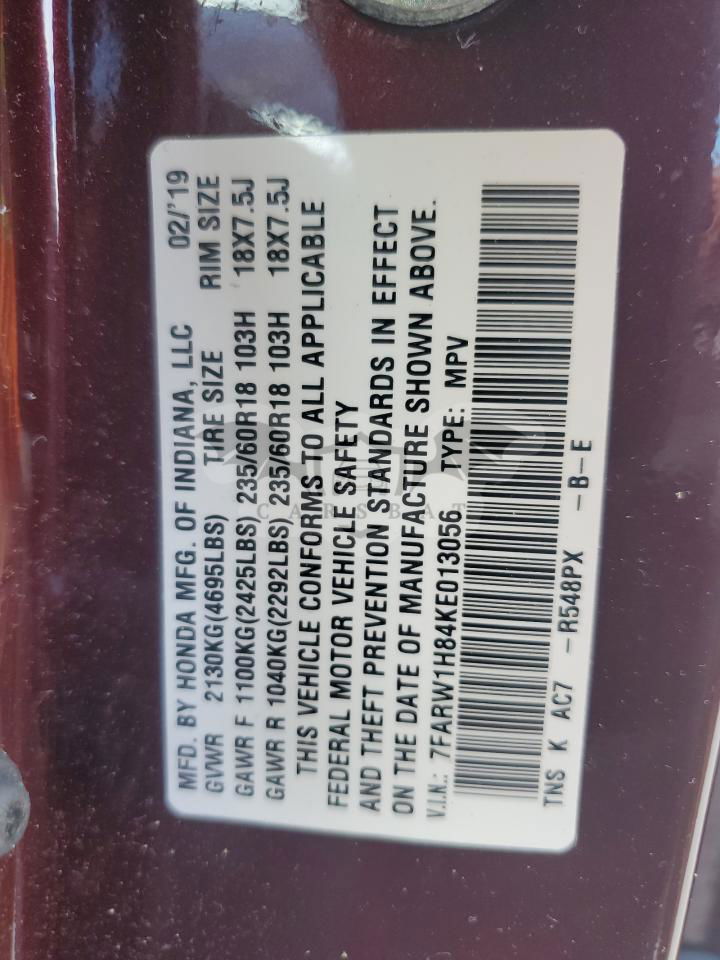 MFD. BY HONDA MFG. OF INDIANA, LLC 02/'19
GVWR 2130KG(4695LBS) TIRE SIZE RIM SIZE
GAWR F 1100KG(2425LBS) 235/60R18 103H 18X7.5J
GAWR R 1040KG(2292LBS) 235/60R18 103H 18X7.5J
THIS VEHICLE CONFORMS TO ALL APPLICABLE
FEDERAL MOTOR VEHICLE SAFETY
AND THEFT PREVENTION STANDARDS IN EFFECT
ON THE DATE OF MANUFACTURE SHOWN ABOVE.
V.I.N.: 7FARW1H84KE013056 TYPE: MPV
TNS K AC7 -R548PX -B-E
CARSBAT